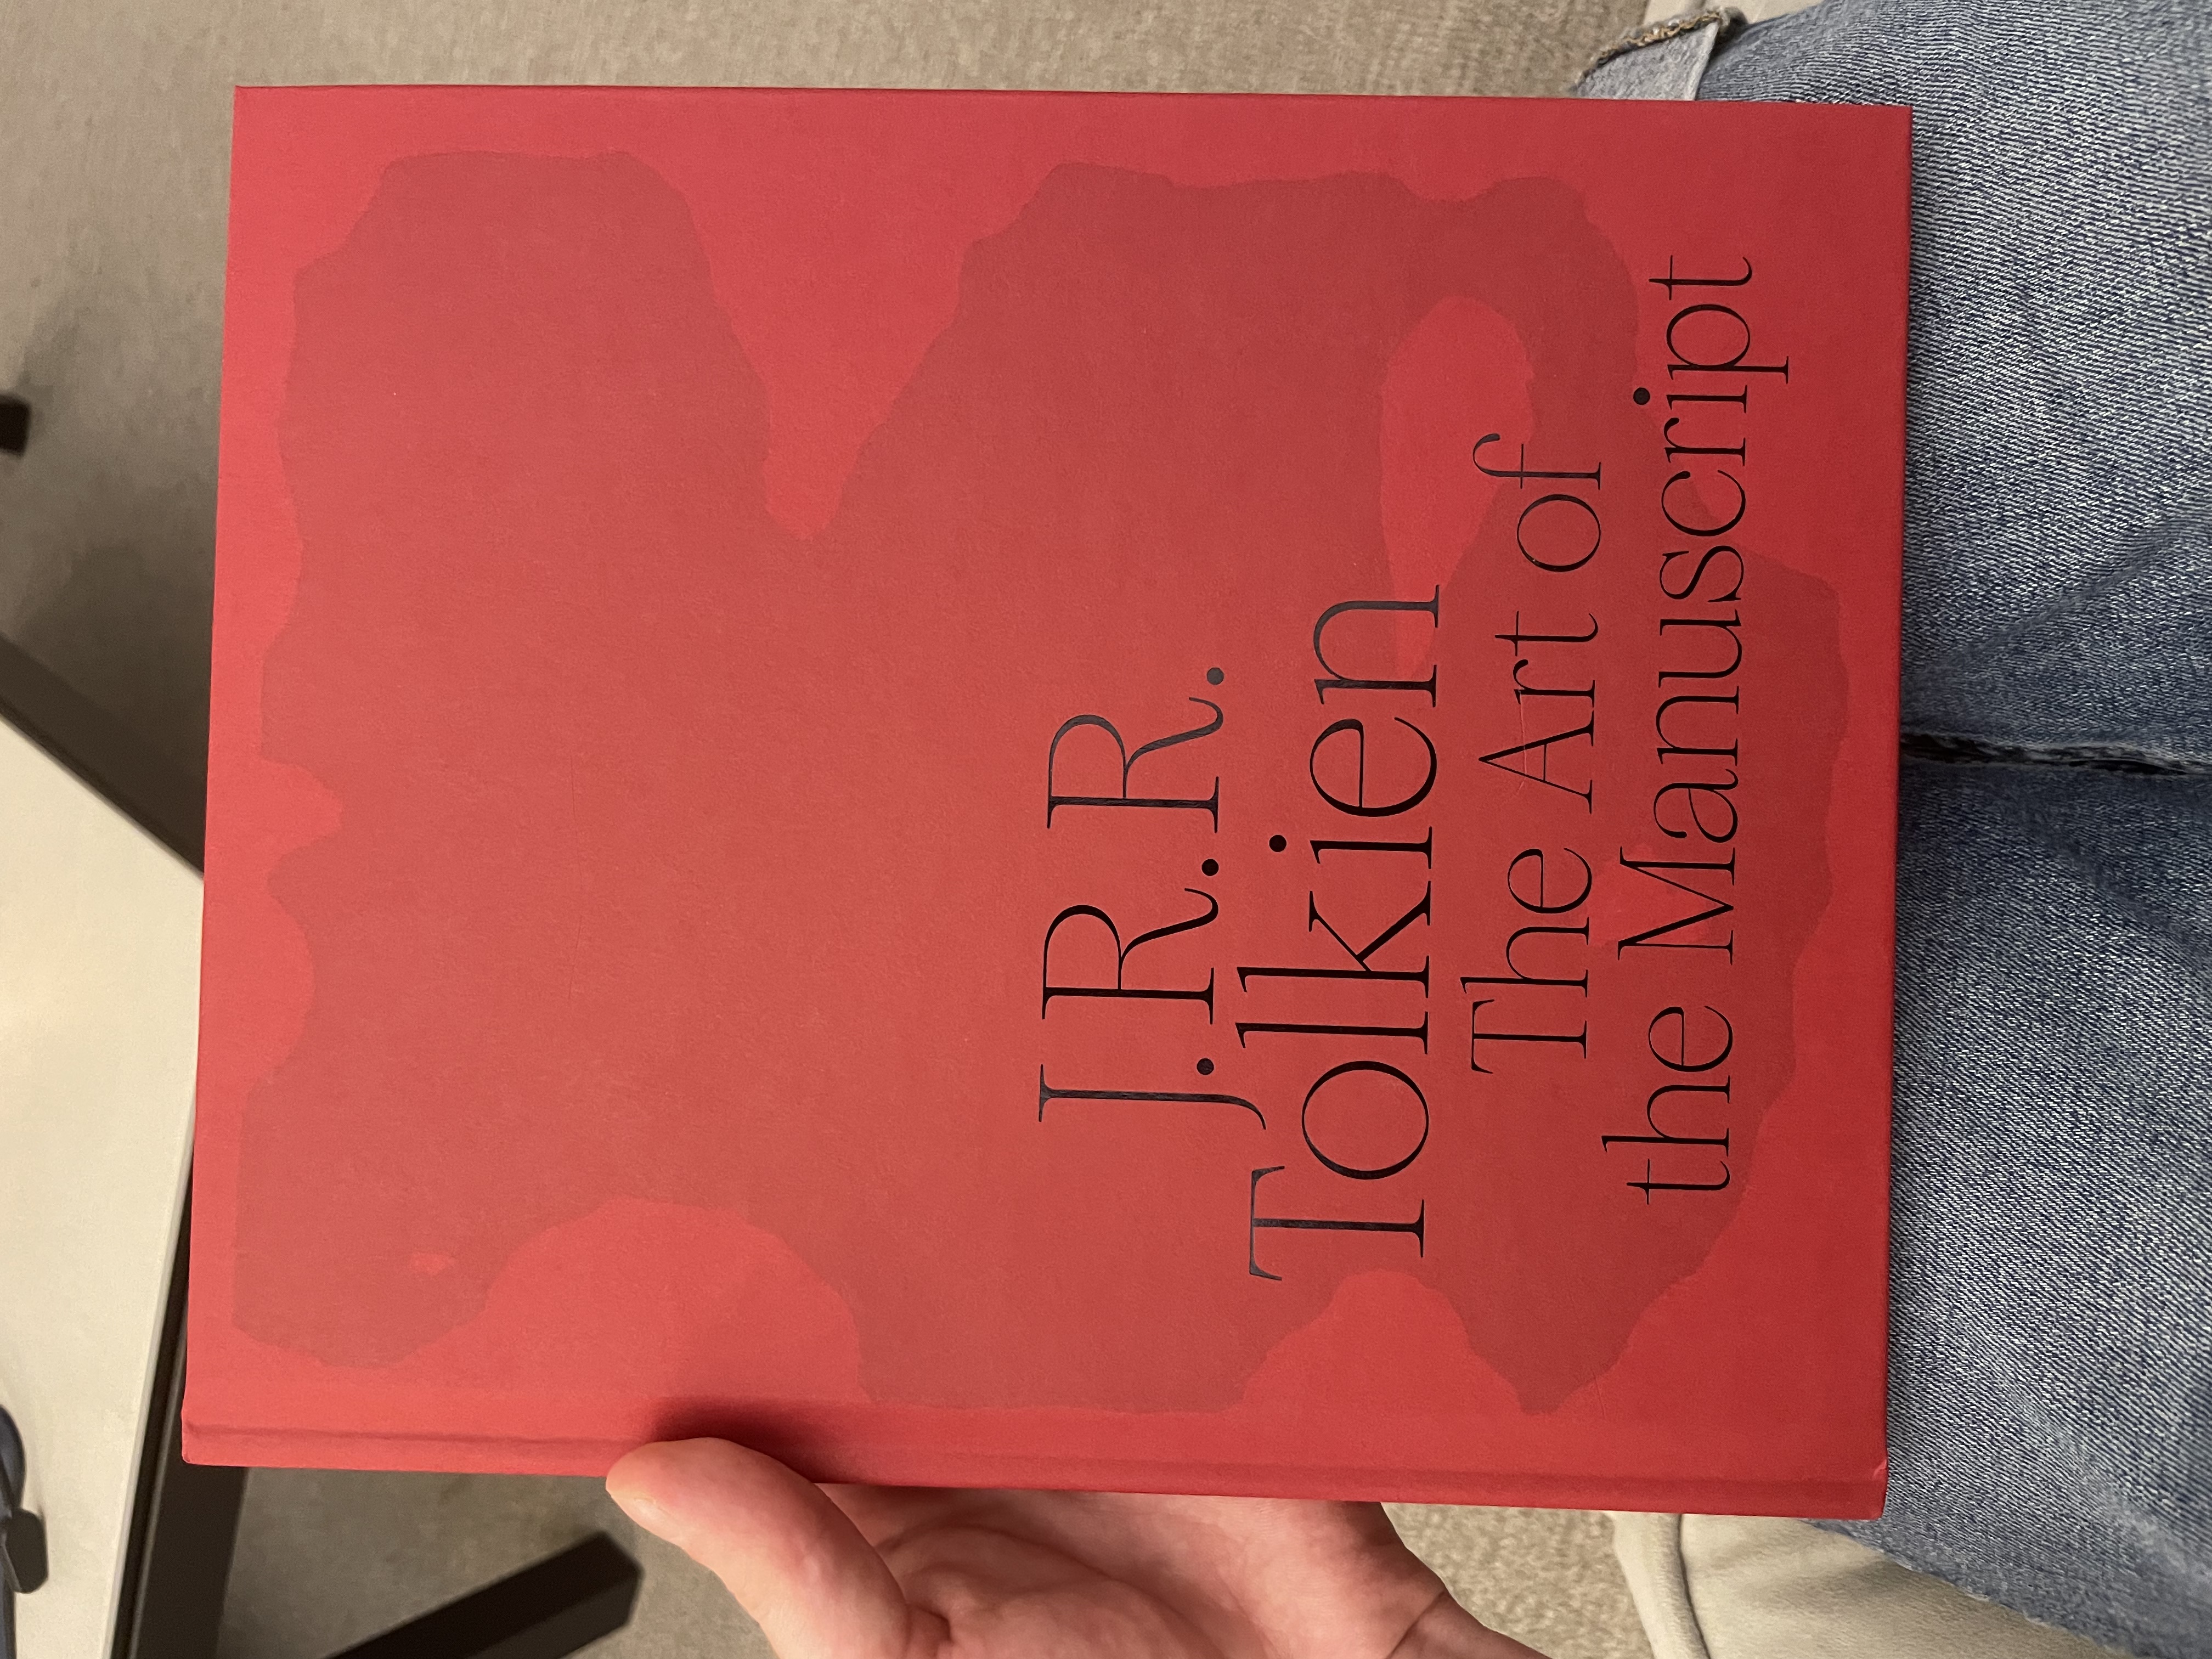 J.R.R.
Tolkien
The Art of
the Manuscript